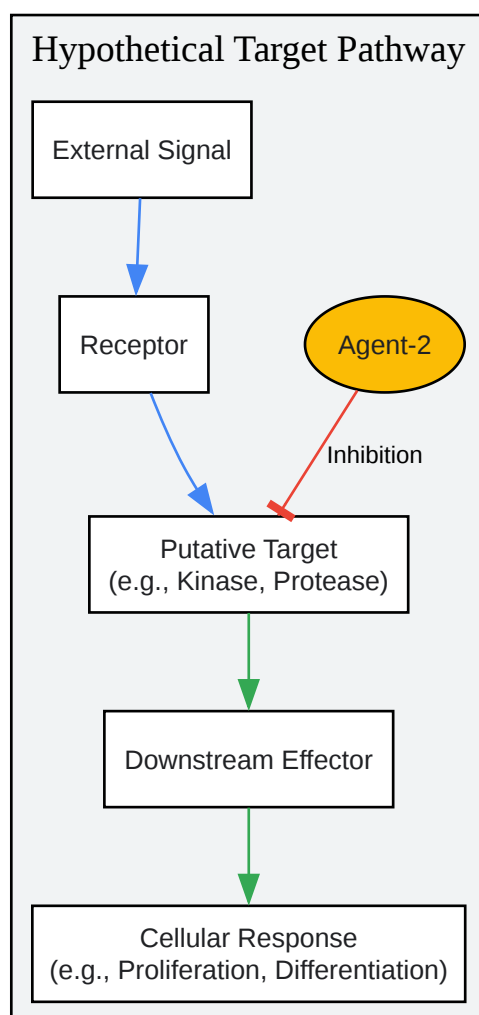 Hypothetical Target Pathway
External Signal
Receptor
Agent-2
Inhibition
Putative Target
(e.g., Kinase, Protease)
Downstream Effector
Cellular Response
(e.g., Proliferation, Differentiation)